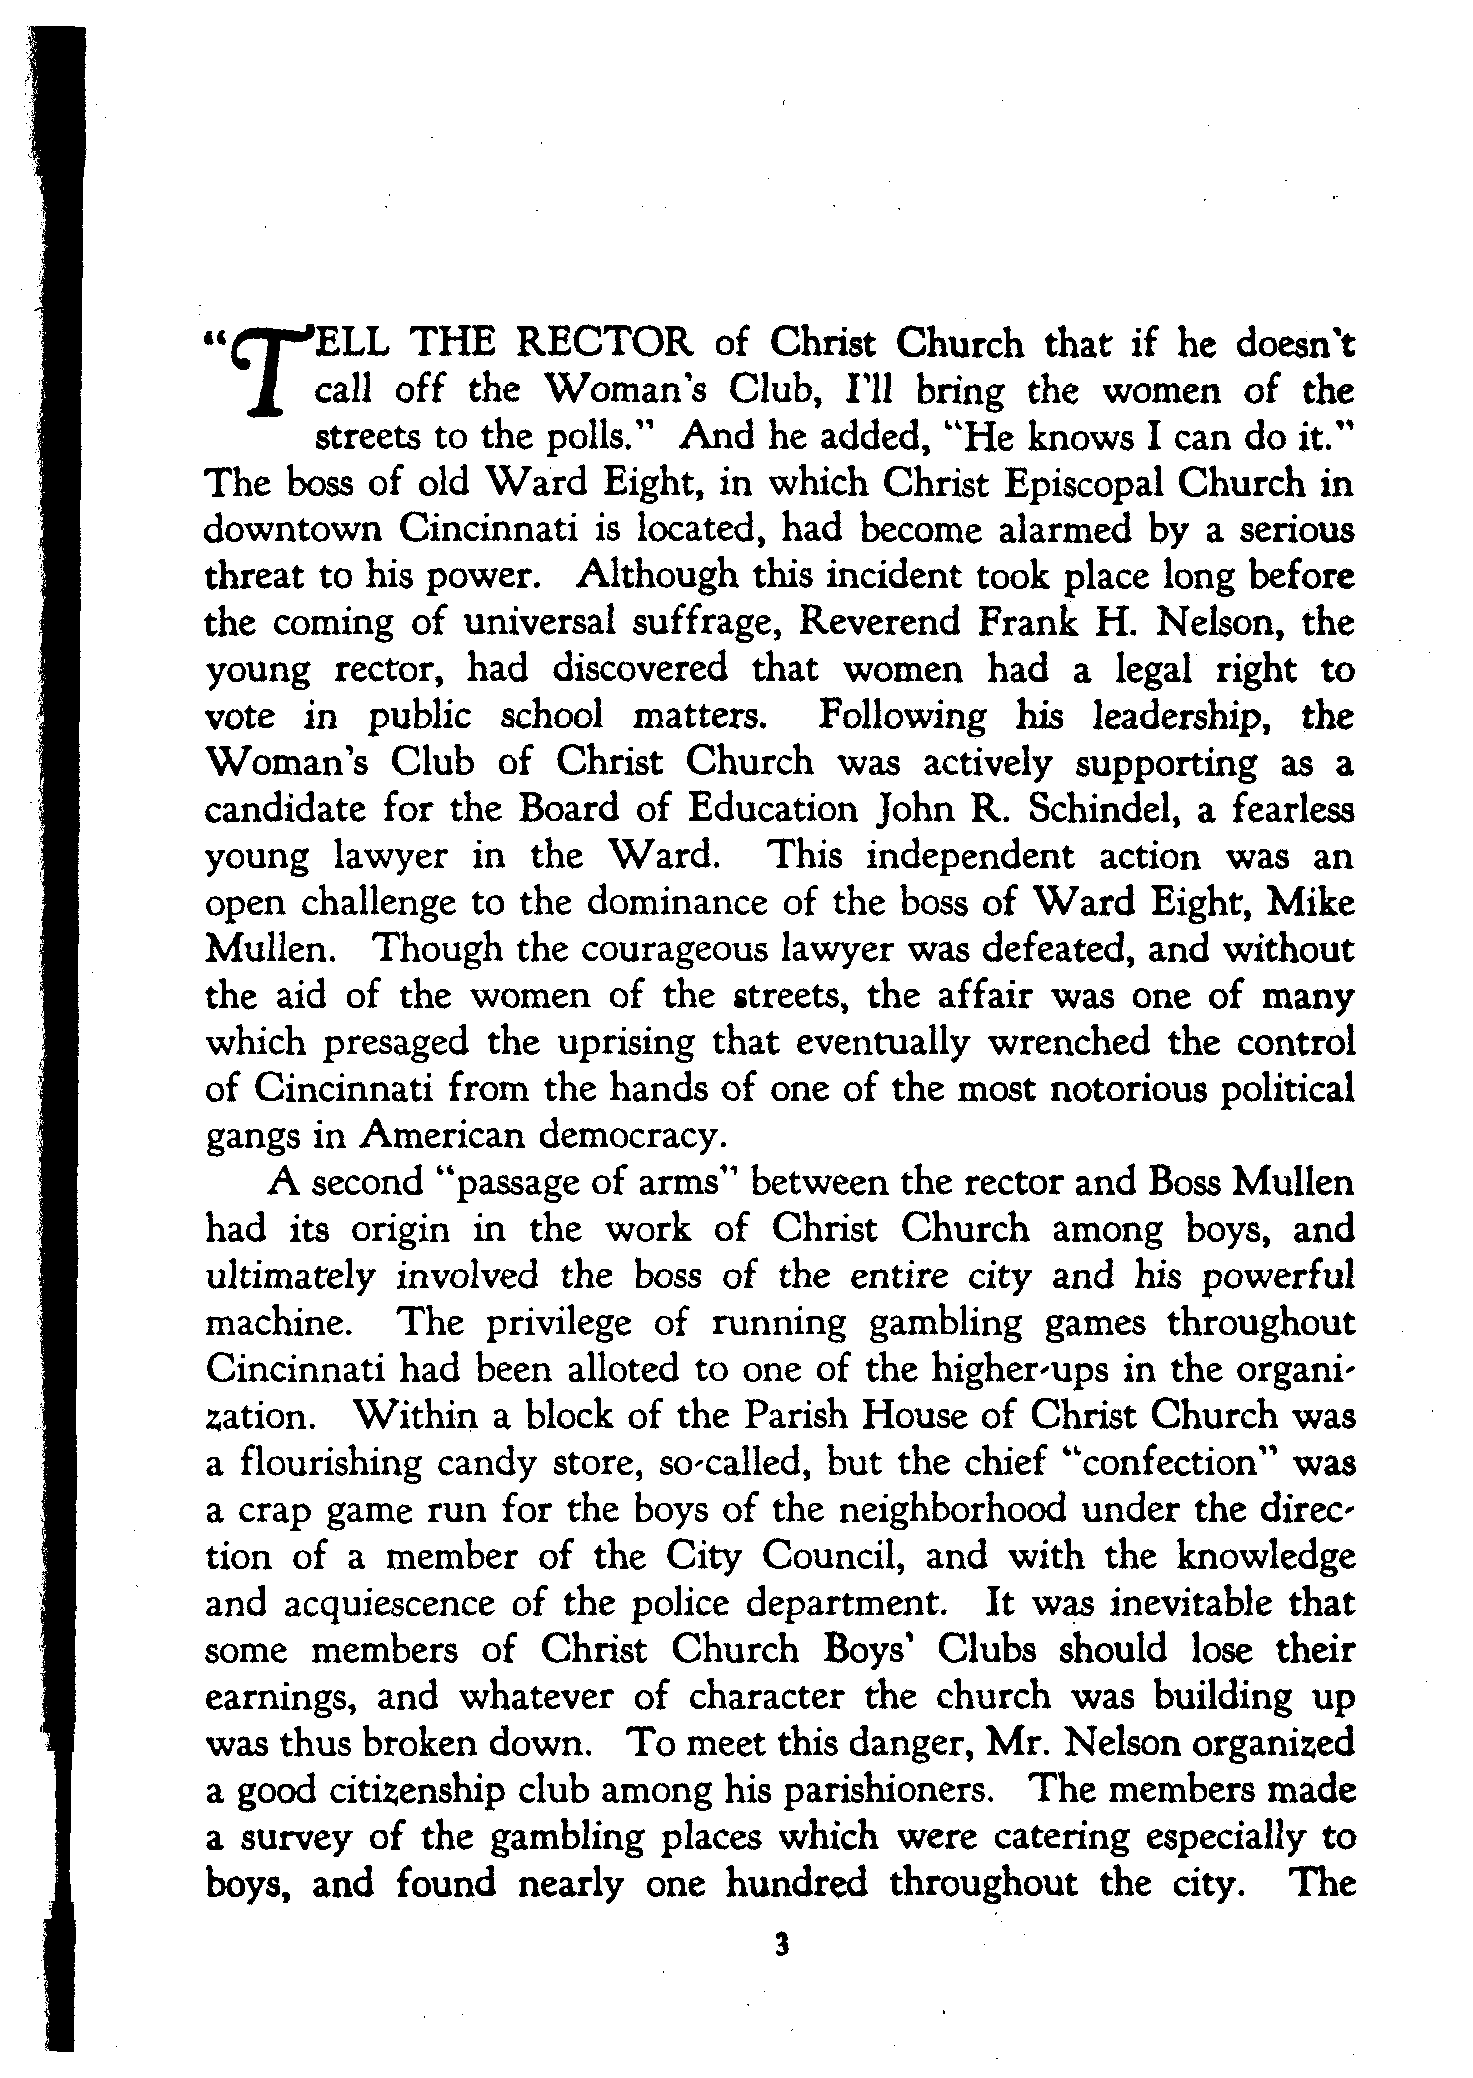 "TELL THE RECTOR of Christ Church that if he doesn't
call off the Woman's Club, I'll bring the women of the
streets to the polls." And he added, "He knows I can do it."
The boss of old Ward Eight, in which Christ Episcopal Church in
downtown Cincinnati is located, had become alarmed by a serious
threat to his power. Although this incident took place long before
the coming of universal suffrage, Reverend Frank H. Nelson, the
young rector, had discovered that women had a legal right to
vote in public school matters. Following his leadership, the
Woman's Club of Christ Church was actively supporting as a
candidate for the Board of Education John R. Schindel, a fearless
young lawyer in the Ward. This independent action was an
open challenge to the dominance of the boss of Ward Eight, Mike
Mullen. Though the courageous lawyer was defeated, and without
the aid of the women of the streets, the affair was one of many
which presaged the uprising that eventually wrenched the control
of Cincinnati from the hands of one of the most notorious political
gangs in American democracy.
A second "passage of arms" between the rector and Boss Mullen
had its origin in the work of Christ Church among boys, and
ultimately involved the boss of the entire city and his powerful
machine. The privilege of running gambling games throughout
Cincinnati had been alloted to one of the higher-ups in the organi-
zation. Within a block of the Parish House of Christ Church was
a flourishing candy store, so-called, but the chief "confection" was
a crap game run for the boys of the neighborhood under the direc-
tion of a member of the City Council, and with the knowledge
and acquiescence of the police department. It was inevitable that
some members of Christ Church Boys' Clubs should lose their
earnings, and whatever of character the church was building up
was thus broken down. To meet this danger, Mr. Nelson organized
a good citizenship club among his parishioners. The members made
a survey of the gambling places which were catering especially to
boys, and found nearly one hundred throughout the city. The
3